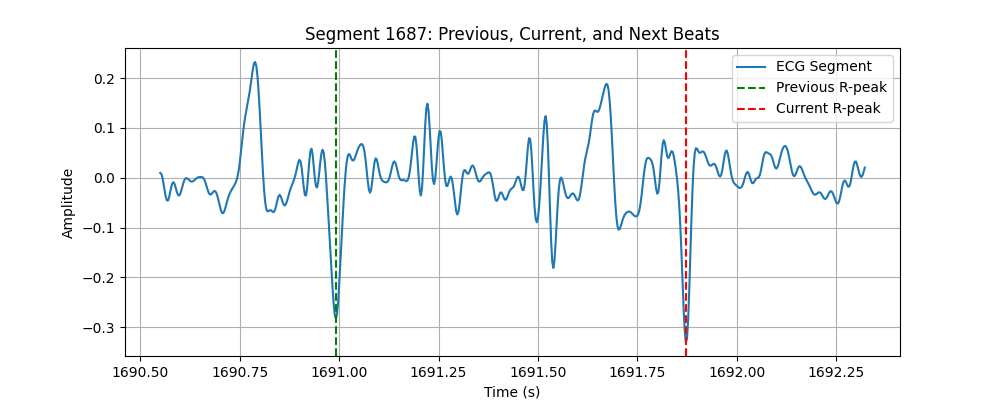 Segment 1687: Previous, Current, and Next Beats
ECG Segment
Previous R-peak
Current R-peak
Amplitude
0.2
0.1
0.0
−0.1
−0.2
−0.3
1690.50 1690.75 1691.00 1691.25 1691.50 1691.75 1692.00 1692.25
Time (s)